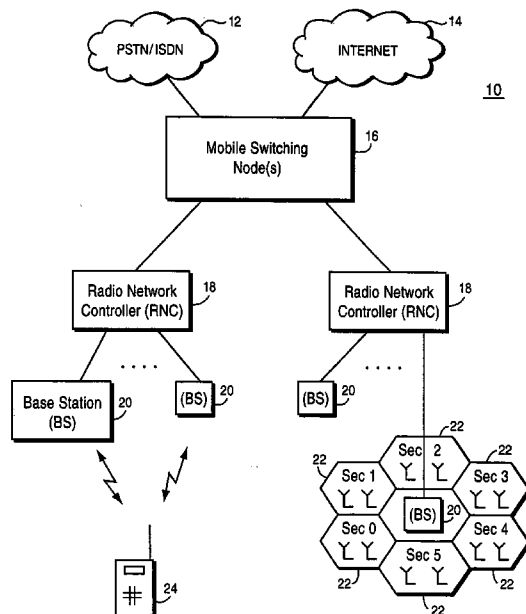 12
14
PSTN/ISDN
INTERNET
10
Mobile Switching
Node(s)
16
Radio Network
Controller (RNC)
18
Radio Network
Controller (RNC)
18
Base Station
(BS)
20
(BS)
20
(BS)
20
22
22
22
Sec 2
Sec 1
Sec 3
(BS)
20
Sec 0
Sec 4
Sec 5
22
22
22
24